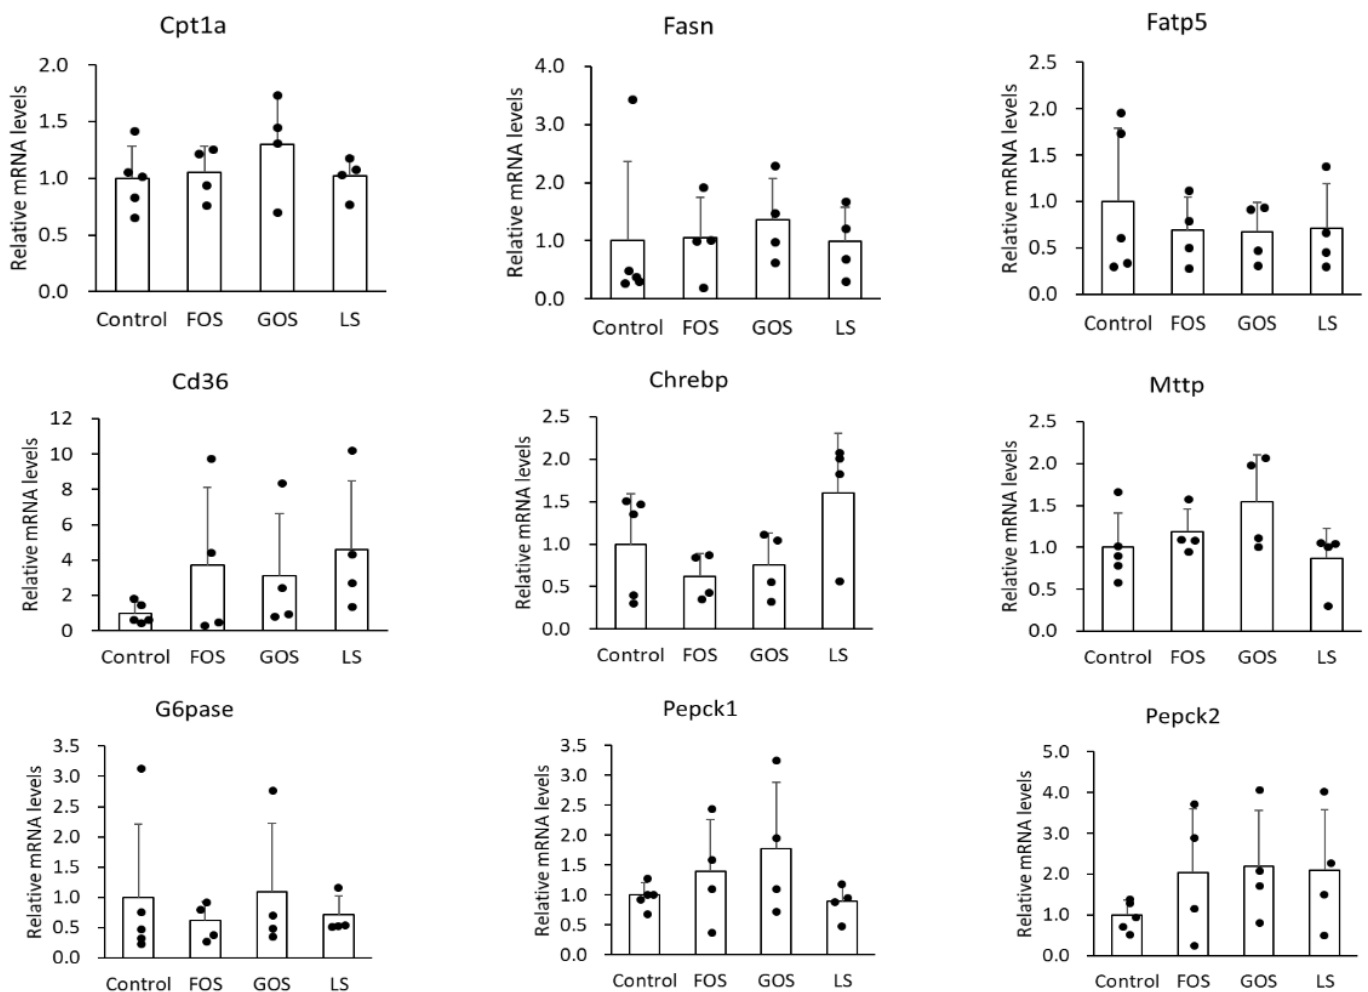 Cpt1a
Relative mRNA levels
2.0
1.5
1.0
0.5
0.0
Control FOS GOS LS
Fasn
Relative mRNA levels
4.0
3.0
2.0
1.0
0.0
Control FOS GOS LS
Fatp5
Relative mRNA levels
2.5
2.0
1.5
1.0
0.5
0.0
Control FOS GOS LS
Cd36
Relative mRNA levels
12
10
8
6
4
2
0
Control FOS GOS LS
Chrebp
Relative mRNA levels
2.5
2.0
1.5
1.0
0.5
0.0
Control FOS GOS LS
Mttp
Relative mRNA levels
2.5
2.0
1.5
1.0
0.5
0.0
Control FOS GOS LS
G6pase
Relative mRNA levels
3.5
3.0
2.5
2.0
1.5
1.0
0.5
0.0
Control FOS GOS LS
Pepck1
Relative mRNA levels
3.5
3.0
2.5
2.0
1.5
1.0
0.5
0.0
Control FOS GOS LS
Pepck2
Relative mRNA levels
5.0
4.0
3.0
2.0
1.0
0.0
Control FOS GOS LS